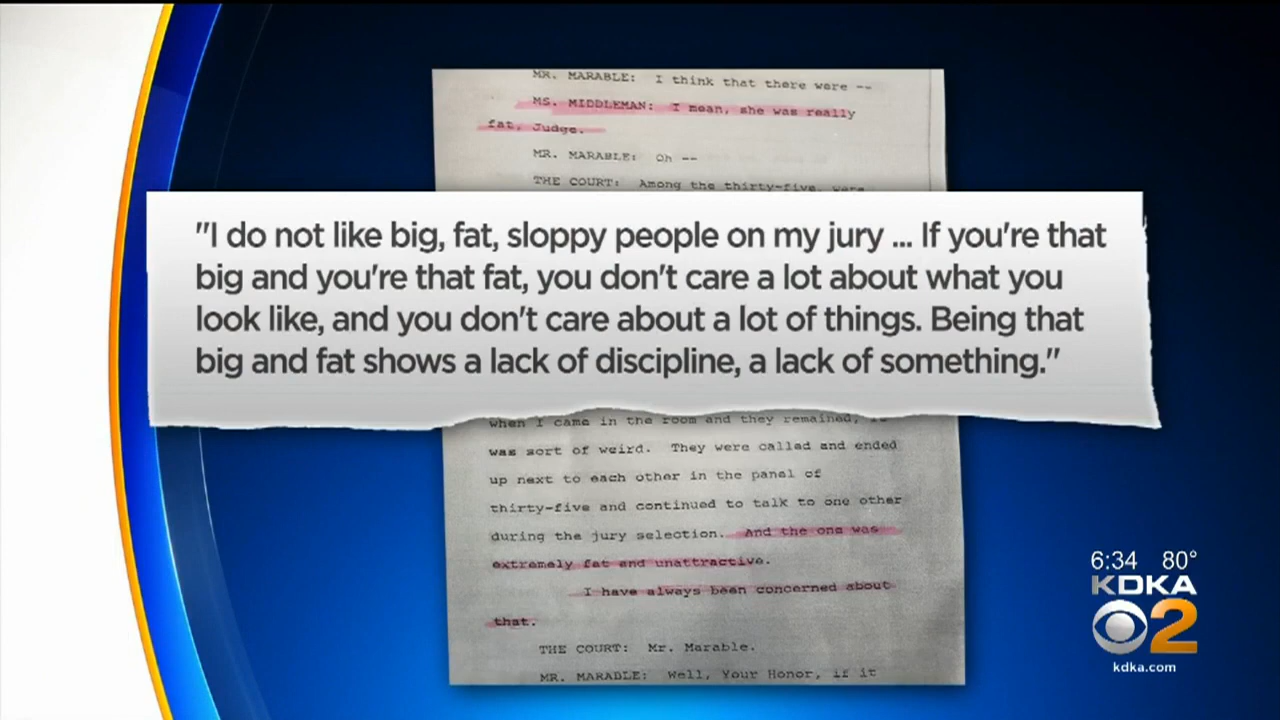 MR. MARABLE: I think that there were --
MS. MIDDLEMAN: I mean, she was really
fat, Judge.
MR. MARABLE: Oh --
THE COURT: Among the thirty-five, were
"I do not like big, fat, sloppy people on my jury ... If you're that
big and you're that fat, you don't care a lot about what you
look like, and you don't care about a lot of things. Being that
big and fat shows a lack of discipline, a lack of something."
when I came in the room and they remained, it
was sort of weird. They were called and ended
up next to each other in the panel of
thirty-five and continued to talk to one other
during the jury selection. And the one was
extremely fat and unattractive.
I have always been concerned about
that.
THE COURT: Mr. Marable.
MR. MARABLE: Well, Your Honor, if it
6:34 80°
KDKA
2
kdka.com